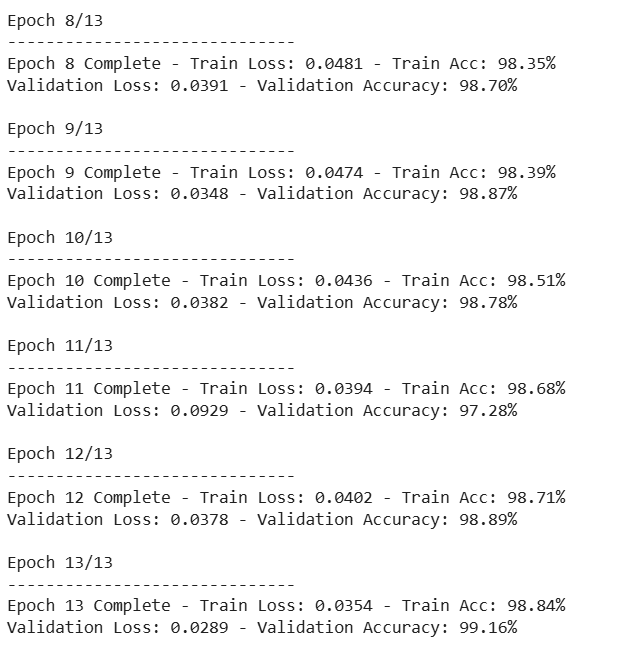 Epoch 8/13
------------------------------
Epoch 8 Complete - Train Loss: 0.0481 - Train Acc: 98.35%
Validation Loss: 0.0391 - Validation Accuracy: 98.70%
Epoch 9/13
------------------------------
Epoch 9 Complete - Train Loss: 0.0474 - Train Acc: 98.39%
Validation Loss: 0.0348 - Validation Accuracy: 98.87%
Epoch 10/13
------------------------------
Epoch 10 Complete - Train Loss: 0.0436 - Train Acc: 98.51%
Validation Loss: 0.0382 - Validation Accuracy: 98.78%
Epoch 11/13
------------------------------
Epoch 11 Complete - Train Loss: 0.0394 - Train Acc: 98.68%
Validation Loss: 0.0929 - Validation Accuracy: 97.28%
Epoch 12/13
------------------------------
Epoch 12 Complete - Train Loss: 0.0402 - Train Acc: 98.71%
Validation Loss: 0.0378 - Validation Accuracy: 98.89%
Epoch 13/13
------------------------------
Epoch 13 Complete - Train Loss: 0.0354 - Train Acc: 98.84%
Validation Loss: 0.0289 - Validation Accuracy: 99.16%